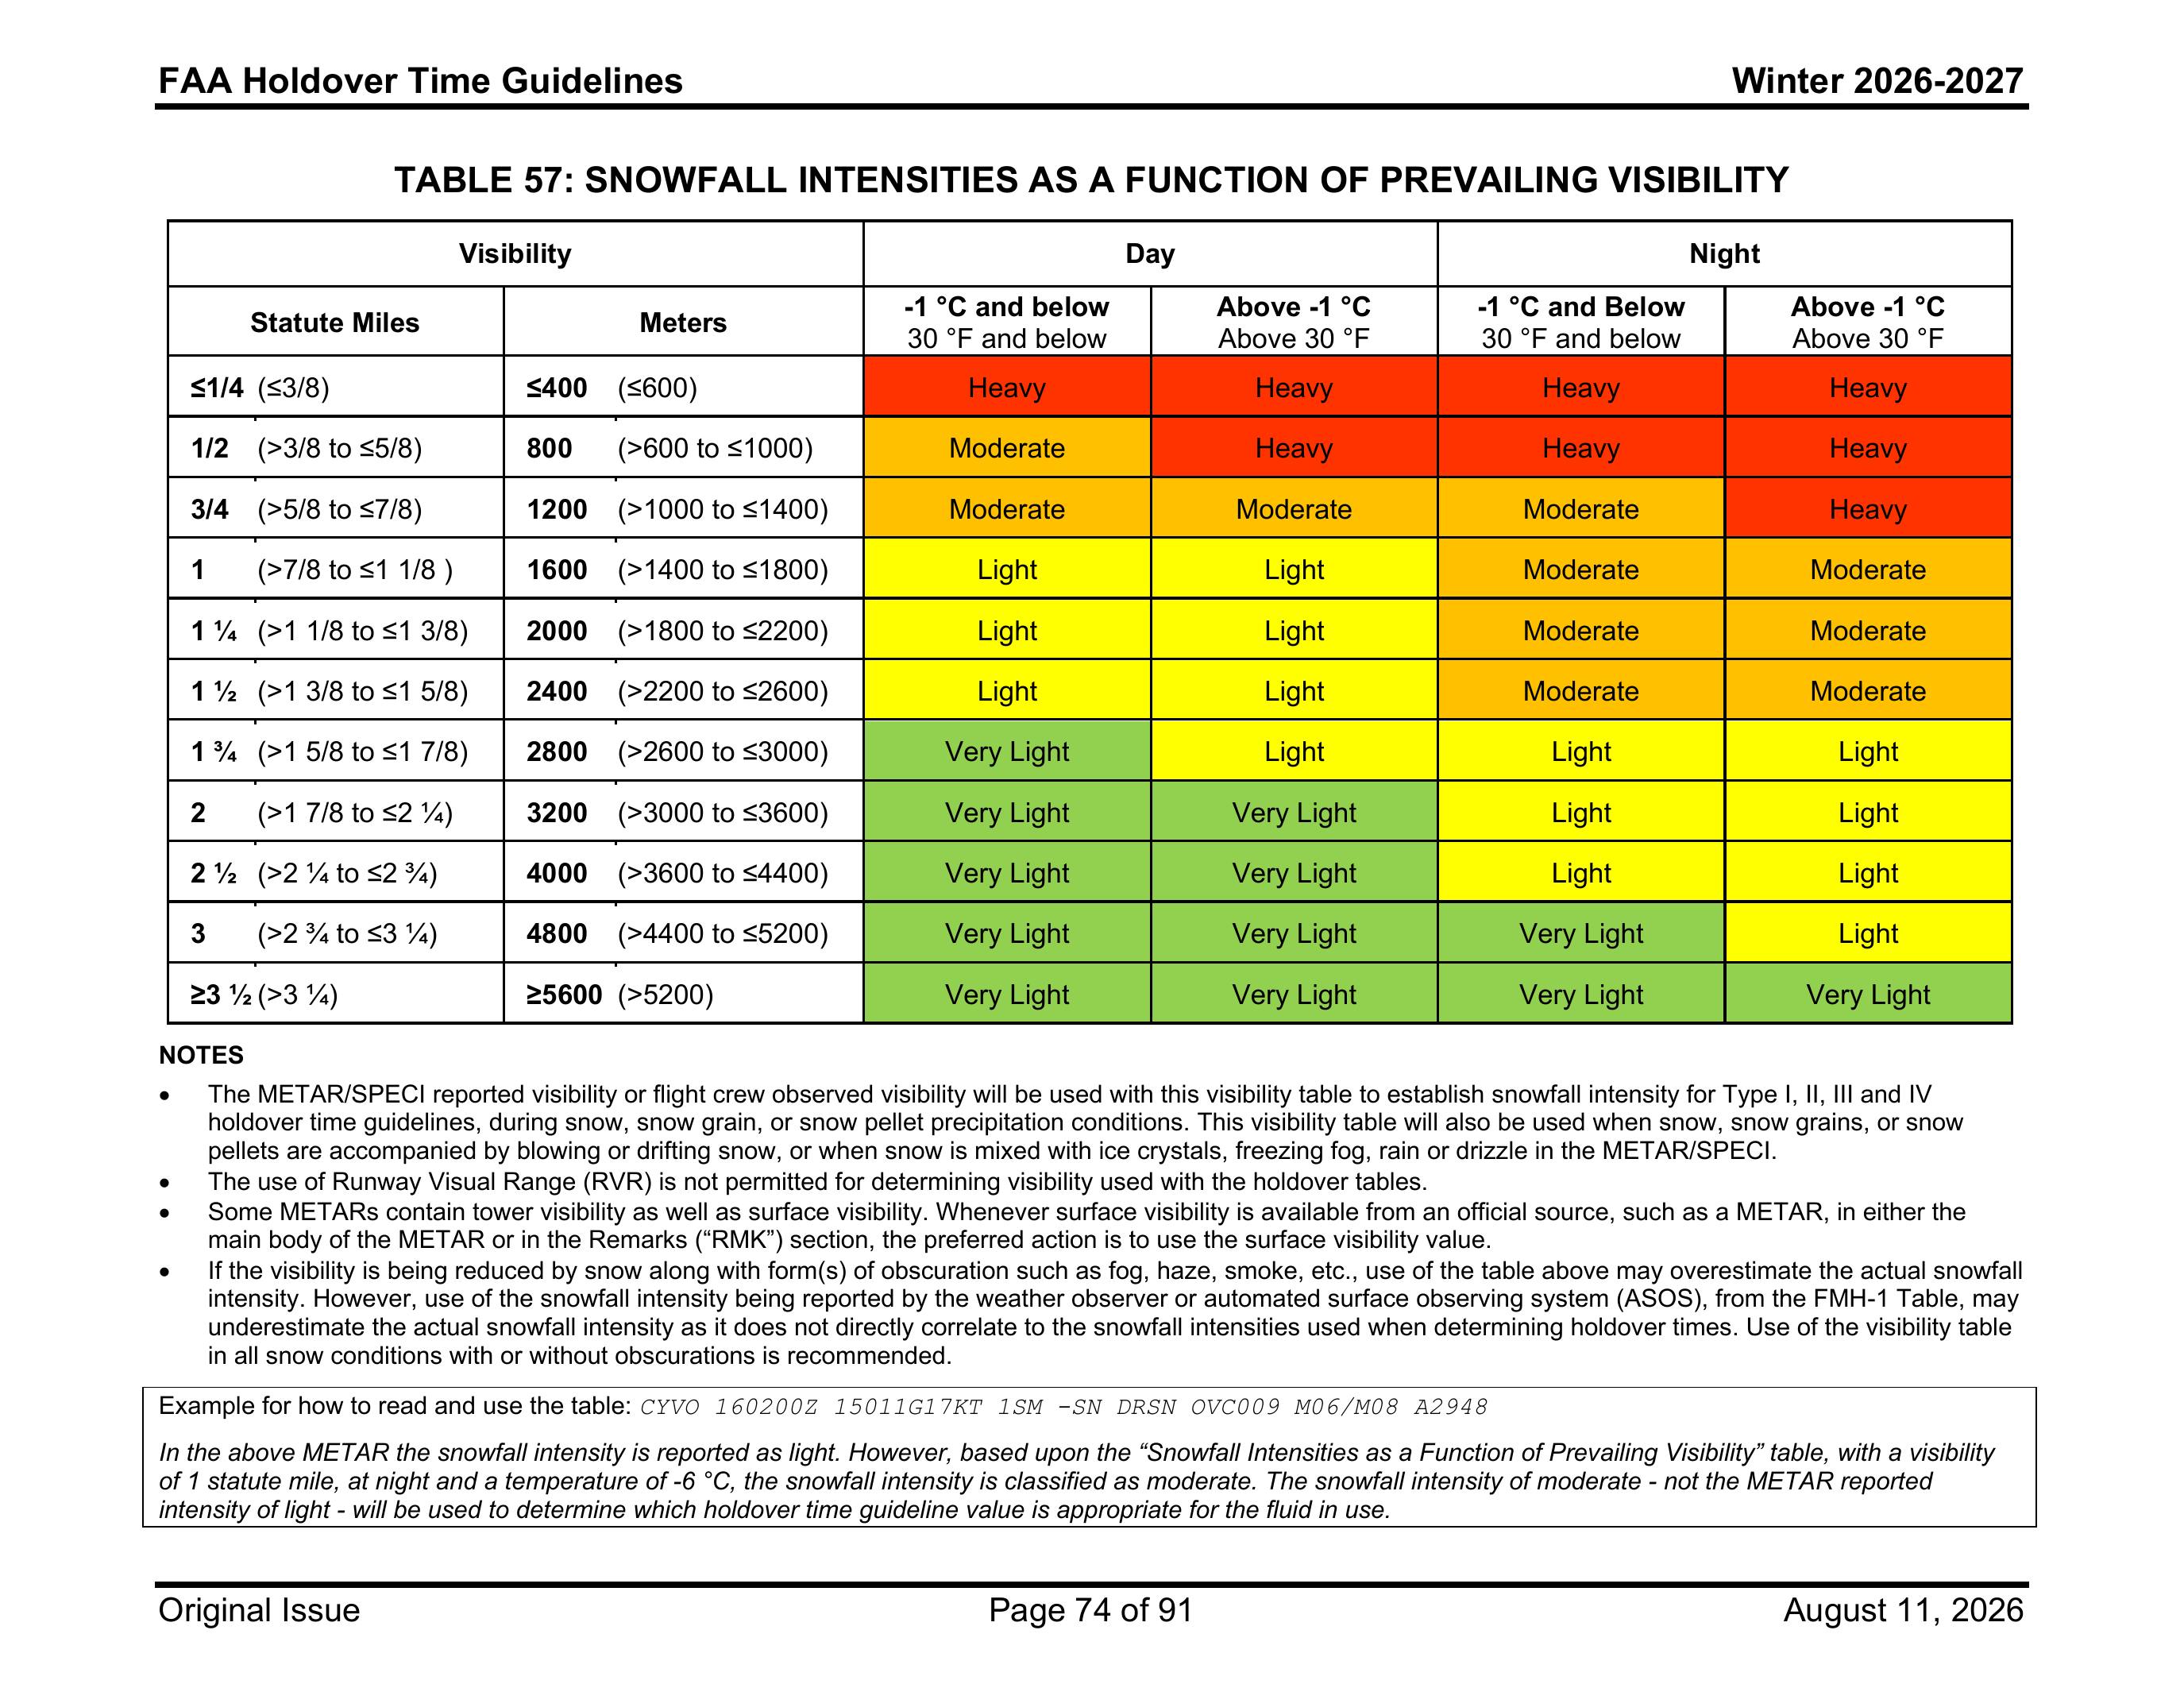 FAA Holdover Time Guidelines Winter 2026-2027
TABLE 57: SNOWFALL INTENSITIES AS A FUNCTION OF PREVAILING VISIBILITY
Visibility Day Night
Statute Miles Meters -1 °C and below Above -1 °C -1 °C and Below Above -1 °C
30 °F and below Above 30 °F 30 °F and below Above 30 °F
≤1/4 (≤3/8) ≤400 (≤600) Heavy Heavy Heavy Heavy
1/2 (>3/8 to ≤5/8) 800 (>600 to ≤1000) Moderate Heavy Heavy Heavy
3/4 (>5/8 to ≤7/8) 1200 (>1000 to ≤1400) Moderate Moderate Moderate Heavy
1 (>7/8 to ≤1 1/8 ) 1600 (>1400 to ≤1800) Light Light Moderate Moderate
1 ¼ (>1 1/8 to ≤1 3/8) 2000 (>1800 to ≤2200) Light Light Moderate Moderate
1 ½ (>1 3/8 to ≤1 5/8) 2400 (>2200 to ≤2600) Light Light Moderate Moderate
1 ¾ (>1 5/8 to ≤1 7/8) 2800 (>2600 to ≤3000) Very Light Light Light Light
2 (>1 7/8 to ≤2 ¼) 3200 (>3000 to ≤3600) Very Light Very Light Light Light
2 ½ (>2 ¼ to ≤2 ¾) 4000 (>3600 to ≤4400) Very Light Very Light Light Light
3 (>2 ¾ to ≤3 ¼) 4800 (>4400 to ≤5200) Very Light Very Light Very Light Light
≥3 ½ (>3 ¼) ≥5600 (>5200) Very Light Very Light Very Light Very Light
NOTES
• The METAR/SPECI reported visibility or flight crew observed visibility will be used with this visibility table to establish snowfall intensity for Type I, II, III and IV
holdover time guidelines, during snow, snow grain, or snow pellet precipitation conditions. This visibility table will also be used when snow, snow grains, or snow
pellets are accompanied by blowing or drifting snow, or when snow is mixed with ice crystals, freezing fog, rain or drizzle in the METAR/SPECI.
• The use of Runway Visual Range (RVR) is not permitted for determining visibility used with the holdover tables.
• Some METARs contain tower visibility as well as surface visibility. Whenever surface visibility is available from an official source, such as a METAR, in either the
main body of the METAR or in the Remarks (“RMK”) section, the preferred action is to use the surface visibility value.
• If the visibility is being reduced by snow along with form(s) of obscuration such as fog, haze, smoke, etc., use of the table above may overestimate the actual snowfall
intensity. However, use of the snowfall intensity being reported by the weather observer or automated surface observing system (ASOS), from the FMH-1 Table, may
underestimate the actual snowfall intensity as it does not directly correlate to the snowfall intensities used when determining holdover times. Use of the visibility table
in all snow conditions with or without obscurations is recommended.
Example for how to read and use the table: CYVO 160200Z 15011G17KT 1SM -SN DRSN OVC009 M06/M08 A2948
In the above METAR the snowfall intensity is reported as light. However, based upon the “Snowfall Intensities as a Function of Prevailing Visibility” table, with a visibility
of 1 statute mile, at night and a temperature of -6 °C, the snowfall intensity is classified as moderate. The snowfall intensity of moderate - not the METAR reported
intensity of light - will be used to determine which holdover time guideline value is appropriate for the fluid in use.
Original Issue Page 74 of 91 August 11, 2026